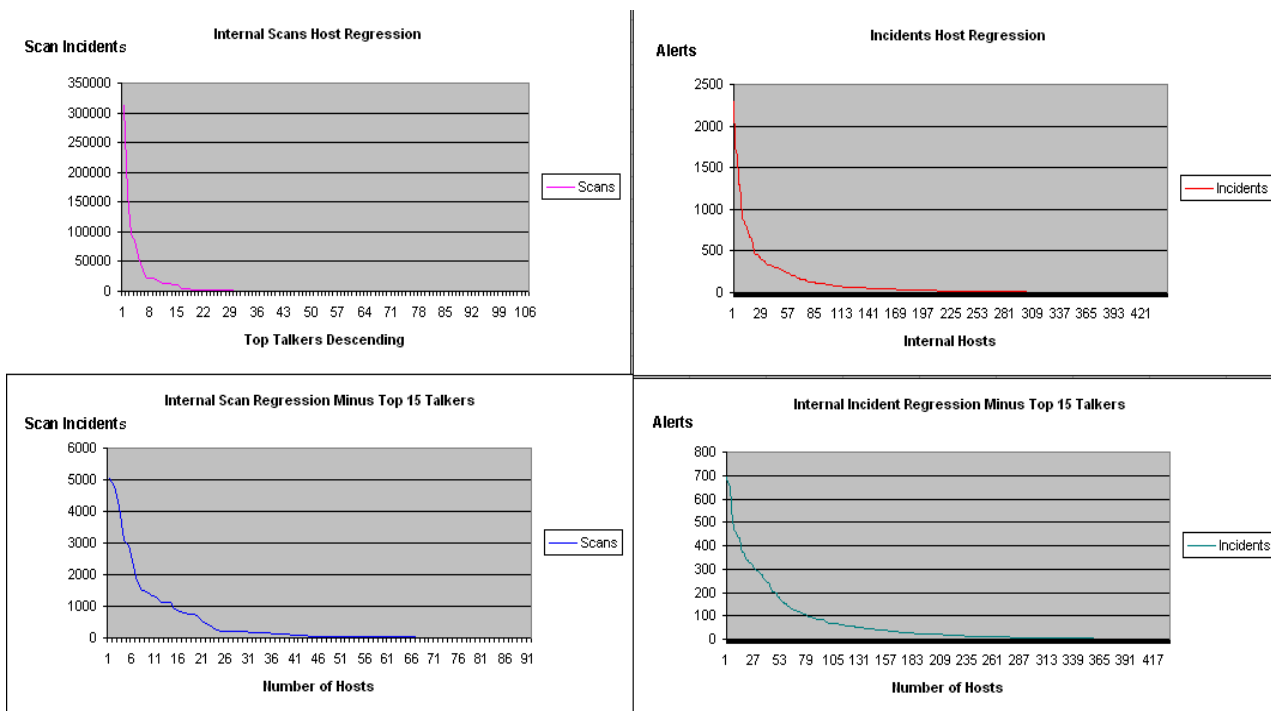 Internal Scans Host Regression
Scan Incidents
350000
300000
250000
200000
150000
100000
50000
0
1 8 15 22 29 36 43 50 57 64 71 78 85 92 99 106
Top Talkers Descending
Scans
Incidents Host Regression
Alerts
2500
2000
1500
1000
500
0
1 29 57 85 113 141 169 197 225 253 281 309 337 365 393 421
Internal Hosts
Incidents
Internal Scan Regression Minus Top 15 Talkers
Scan Incidents
6000
5000
4000
3000
2000
1000
0
1 6 11 16 21 26 31 36 41 46 51 56 61 66 71 76 81 86 91
Number of Hosts
Scans
Internal Incident Regression Minus Top 15 Talkers
Alerts
800
700
600
500
400
300
200
100
0
1 27 53 79 105 131 157 183 209 235 261 287 313 339 365 391 417
Number of Hosts
Incidents